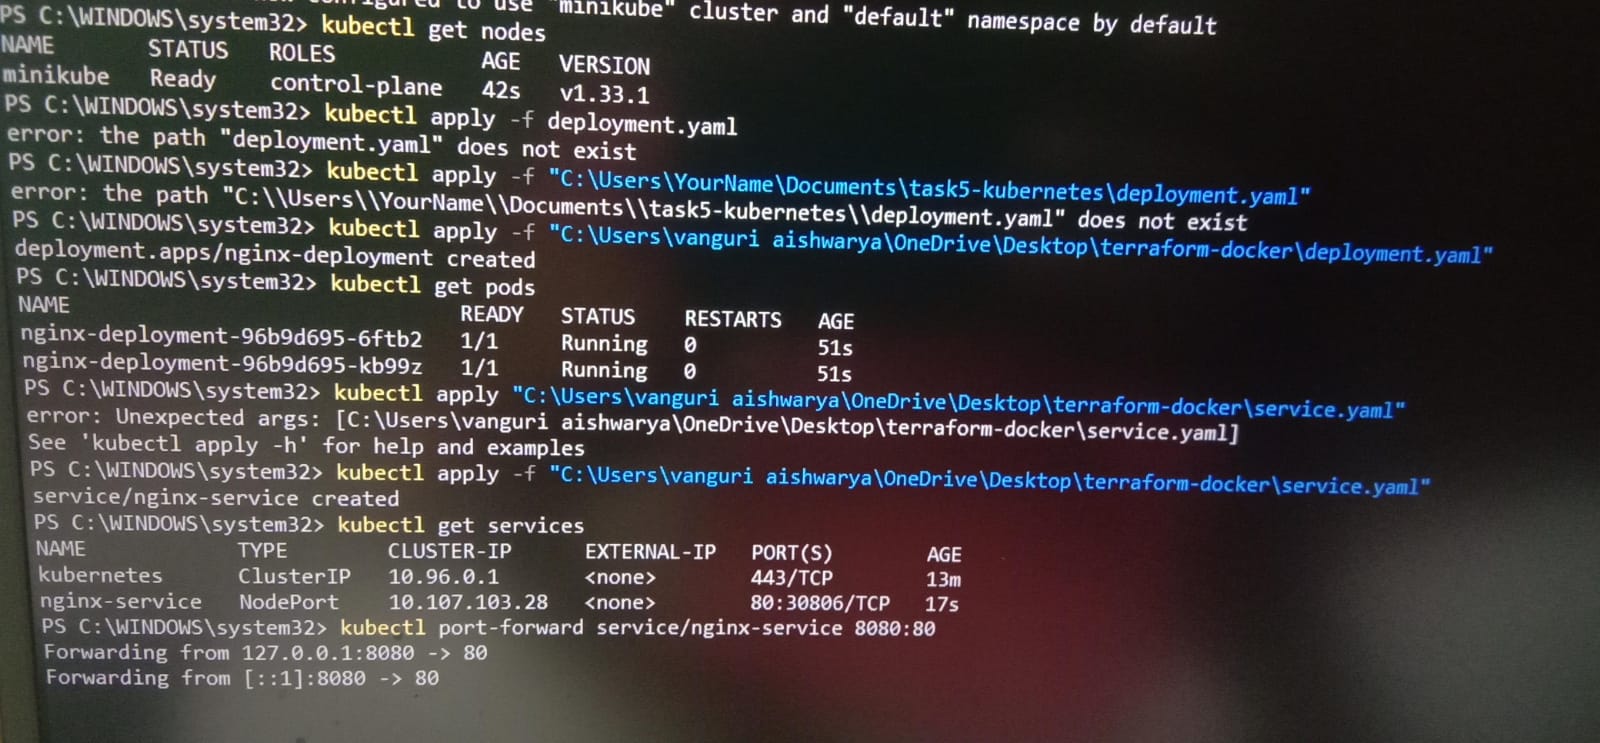 configured to use "minikube" cluster and "default" namespace by default
PS C:\WINDOWS\system32> kubectl get nodes
NAME STATUS ROLES AGE VERSION
minikube Ready control-plane 42s v1.33.1
PS C:\WINDOWS\system32> kubectl apply -f deployment.yaml
error: the path "deployment.yaml" does not exist
PS C:\WINDOWS\system32> kubectl apply -f "C:\Users\YourName\Documents\task5-kubernetes\deployment.yaml"
error: the path "C:\\Users\\YourName\\Documents\\task5-kubernetes\\deployment.yaml" does not exist
PS C:\WINDOWS\system32> kubectl apply -f "C:\Users\vanguri aishwarya\OneDrive\Desktop\terraform-docker\deployment.yaml"
deployment.apps/nginx-deployment created
PS C:\WINDOWS\system32> kubectl get pods
NAME READY STATUS RESTARTS AGE
nginx-deployment-96b9d695-6ftb2 1/1 Running 0 51s
nginx-deployment-96b9d695-kb99z 1/1 Running 0 51s
PS C:\WINDOWS\system32> kubectl apply "C:\Users\vanguri aishwarya\OneDrive\Desktop\terraform-docker\service.yaml"
error: Unexpected args: [C:\Users\vanguri aishwarya\OneDrive\Desktop\terraform-docker\service.yaml]
See 'kubectl apply -h' for help and examples
PS C:\WINDOWS\system32> kubectl apply -f "C:\Users\vanguri aishwarya\OneDrive\Desktop\terraform-docker\service.yaml"
service/nginx-service created
PS C:\WINDOWS\system32> kubectl get services
NAME TYPE CLUSTER-IP EXTERNAL-IP PORT(S) AGE
kubernetes ClusterIP 10.96.0.1 <none> 443/TCP 13m
nginx-service NodePort 10.107.103.28 <none> 80:30806/TCP 17s
PS C:\WINDOWS\system32> kubectl port-forward service/nginx-service 8080:80
Forwarding from 127.0.0.1:8080 -> 80
Forwarding from [::1]:8080 -> 80